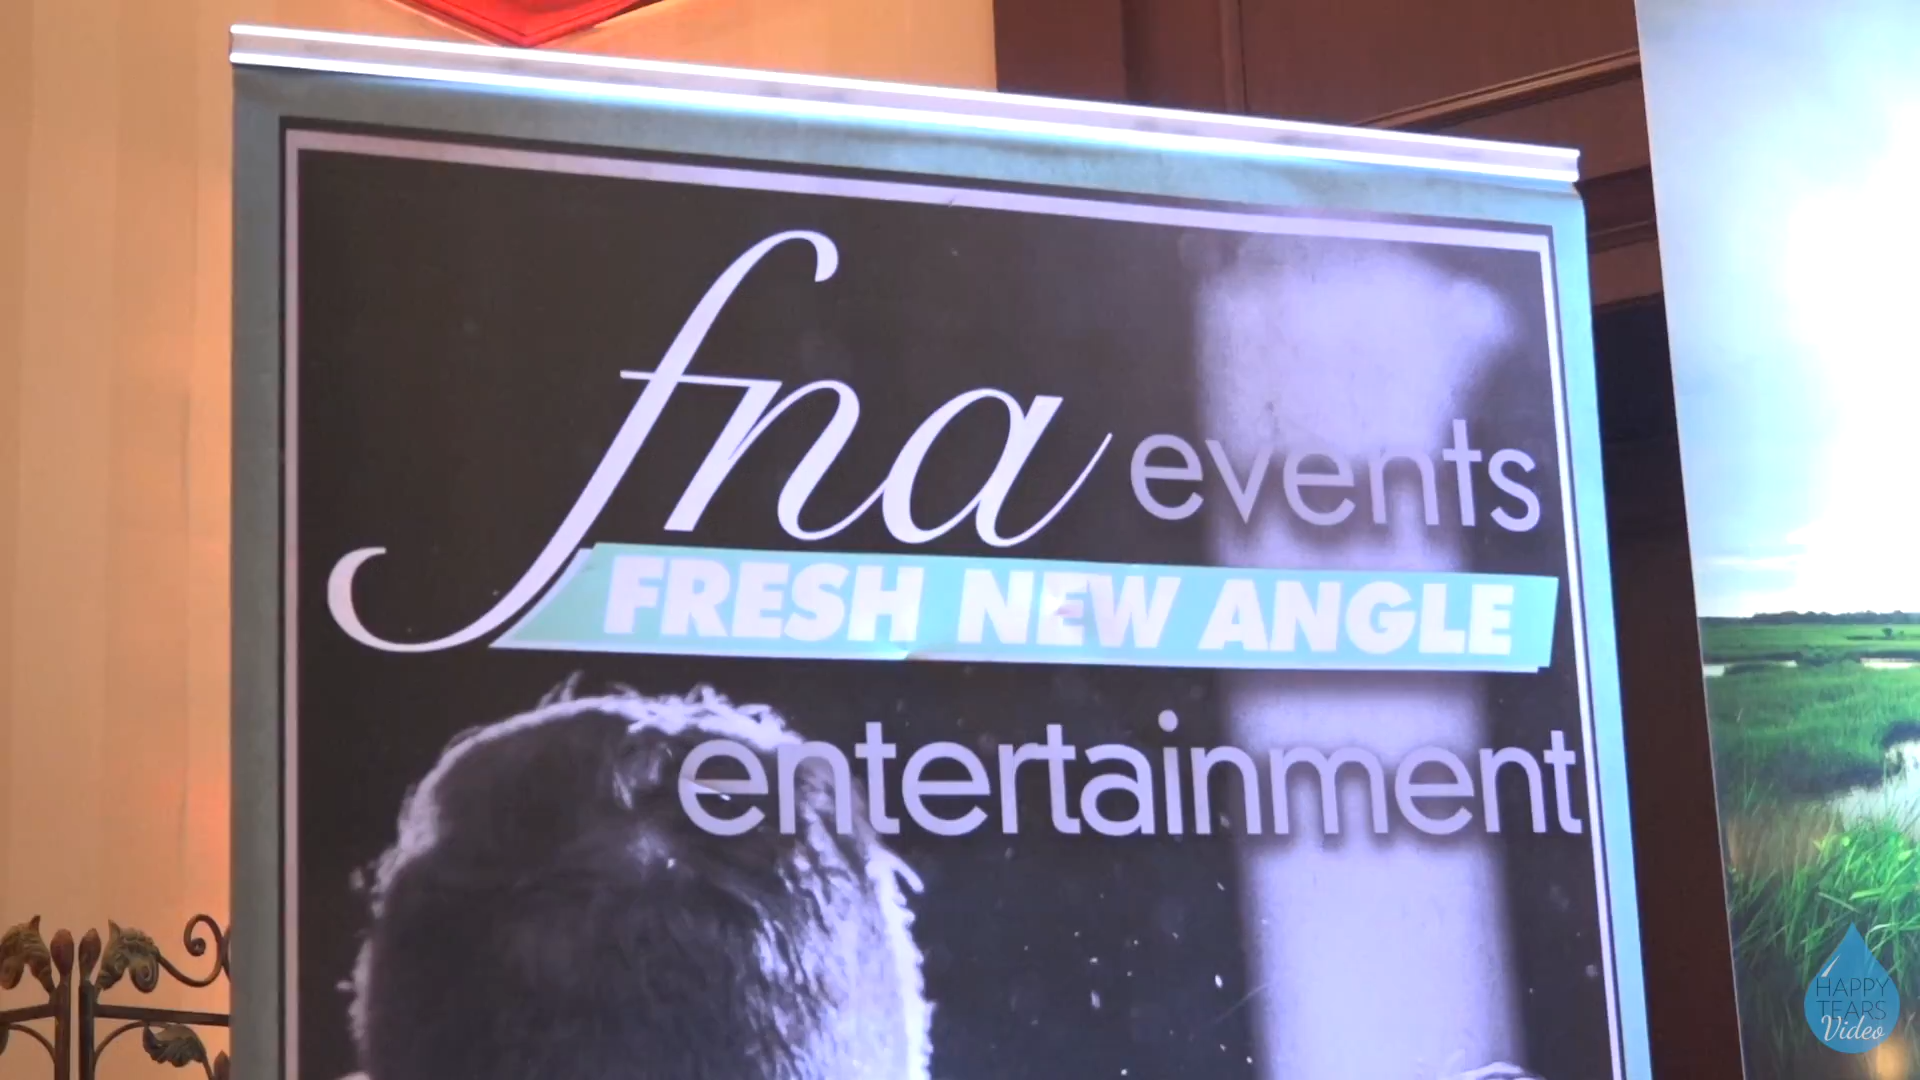 fna events
FRESH NEW ANGLE
entertainment
HAPPY
TEARS
Video